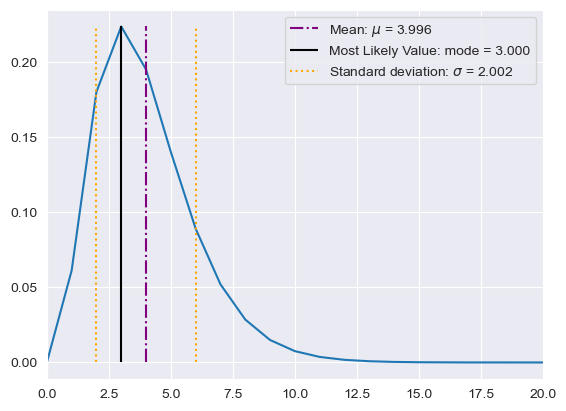 Mean: μ = 3.996
Most Likely Value: mode = 3.000
Standard deviation: σ = 2.002
0.20
0.15
0.10
0.05
0.00
0.0 2.5 5.0 7.5 10.0 12.5 15.0 17.5 20.0